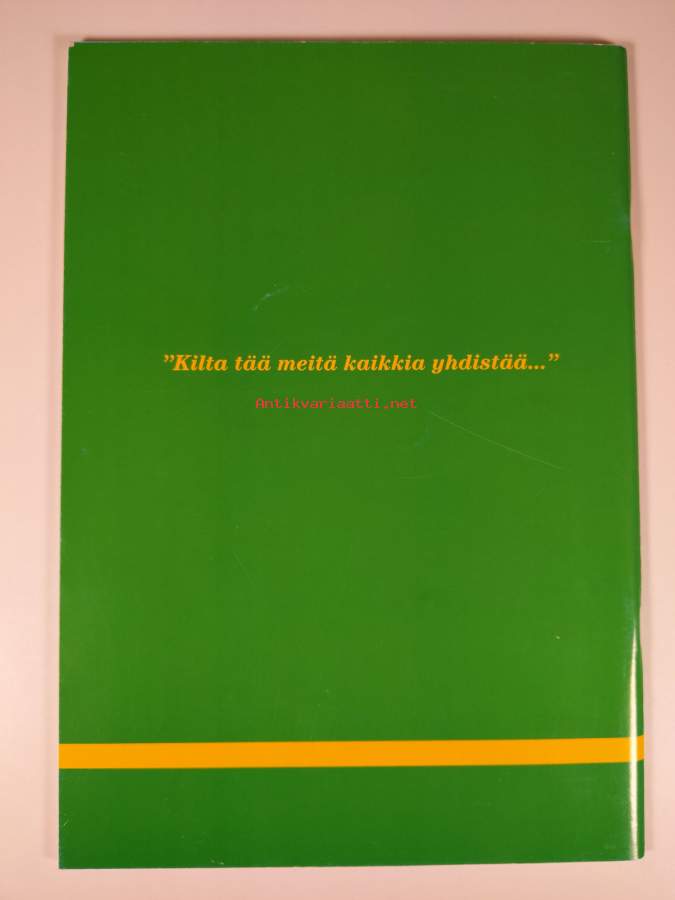 ”Kilta tää meitä kaikkia yhdistää...”
Antikvariaatti.net